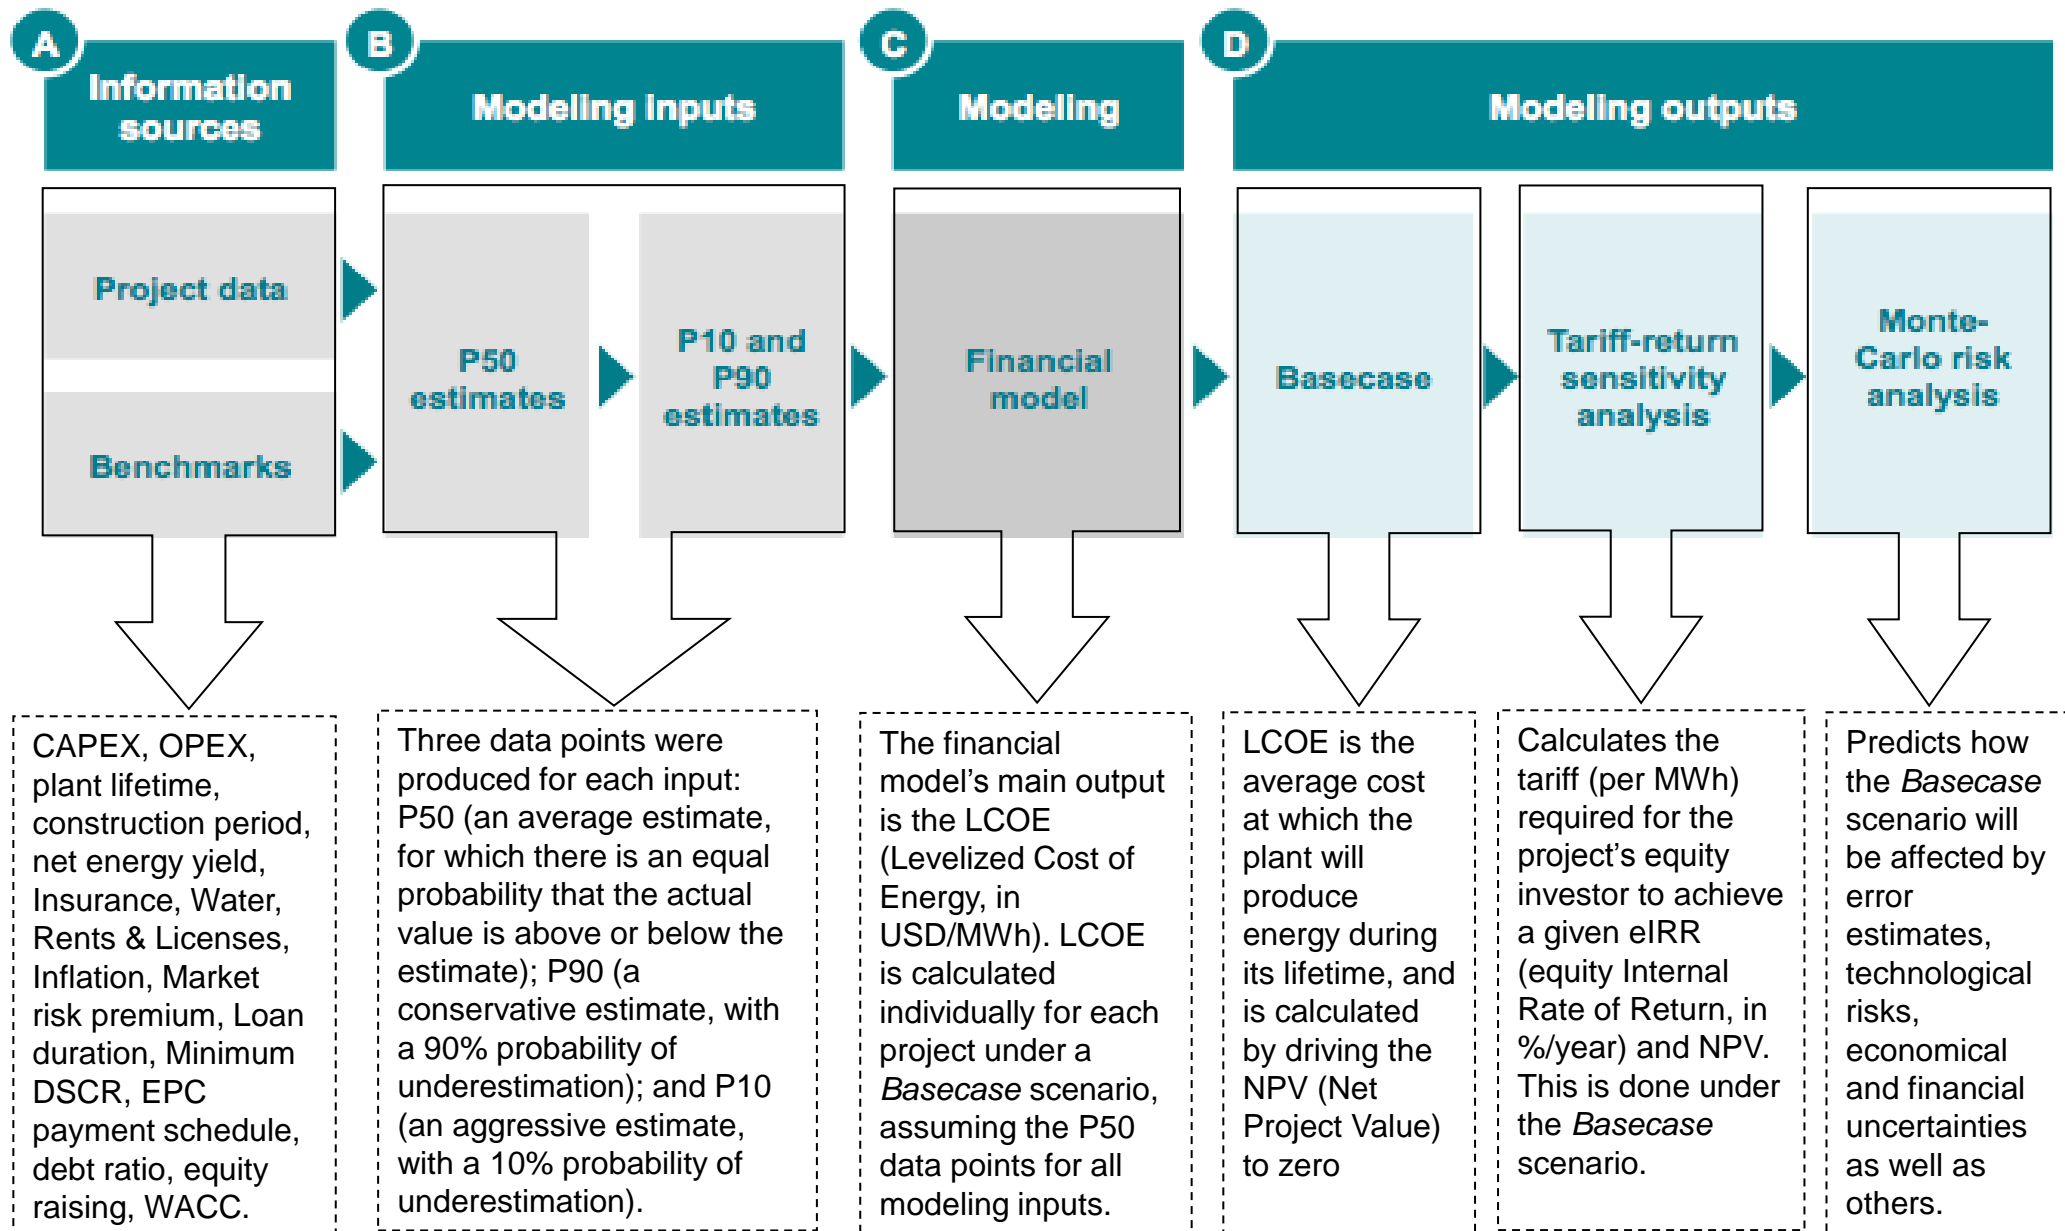 A
Information
sources
B
Modeling inputs
C
Modeling
D
Modeling outputs
Project data
Benchmarks
P50
estimates
P10 and
P90
estimates
Financial
model
Basecase
Tariff-return
sensitivity
analysis
Monte-
Carlo risk
analysis
CAPEX, OPEX,
plant lifetime,
construction period,
net energy yield,
Insurance, Water,
Rents & Licenses,
Inflation, Market
risk premium, Loan
duration, Minimum
DSCR, EPC
payment schedule,
debt ratio, equity
raising, WACC.
Three data points were
produced for each input:
P50 (an average estimate,
for which there is an equal
probability that the actual
value is above or below the
estimate); P90 (a
conservative estimate, with
a 90% probability of
underestimation); and P10
(an aggressive estimate,
with a 10% probability of
underestimation).
The financial
model's main output
is the LCOE
(Levelized Cost of
Energy, in
USD/MWh). LCOE
is calculated
individually for each
project under a
Basecase scenario,
assuming the P50
data points for all
modeling inputs.
LCOE is the
average cost
at which the
plant will
produce
energy during
its lifetime, and
is calculated
by driving the
NPV (Net
Project Value)
to zero
Calculates the
tariff (per MWh)
required for the
project's equity
investor to achieve
a given eIRR
(equity Internal
Rate of Return, in
%/year) and NPV.
This is done under
the Basecase
scenario.
Predicts how
the Basecase
scenario will
be affected by
error
estimates,
technological
risks,
economical
and financial
uncertainties
as well as
others.